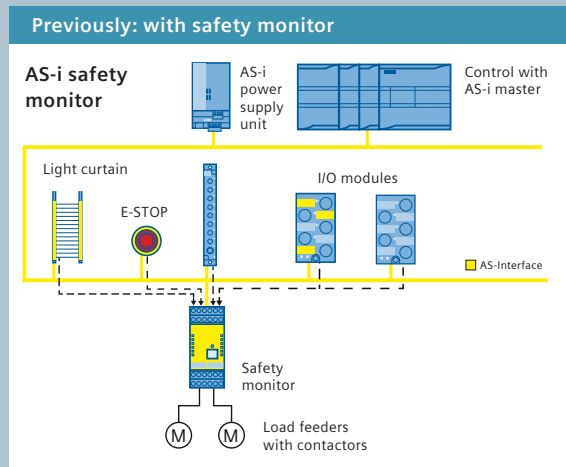 Previously: with safety monitor
AS-i safety
monitor
AS-i
power
supply
unit
Control with
AS-i master
Light curtain
E-STOP
I/O modules
AS-Interface
Safety
monitor
M
M
Load feeders
with contactors